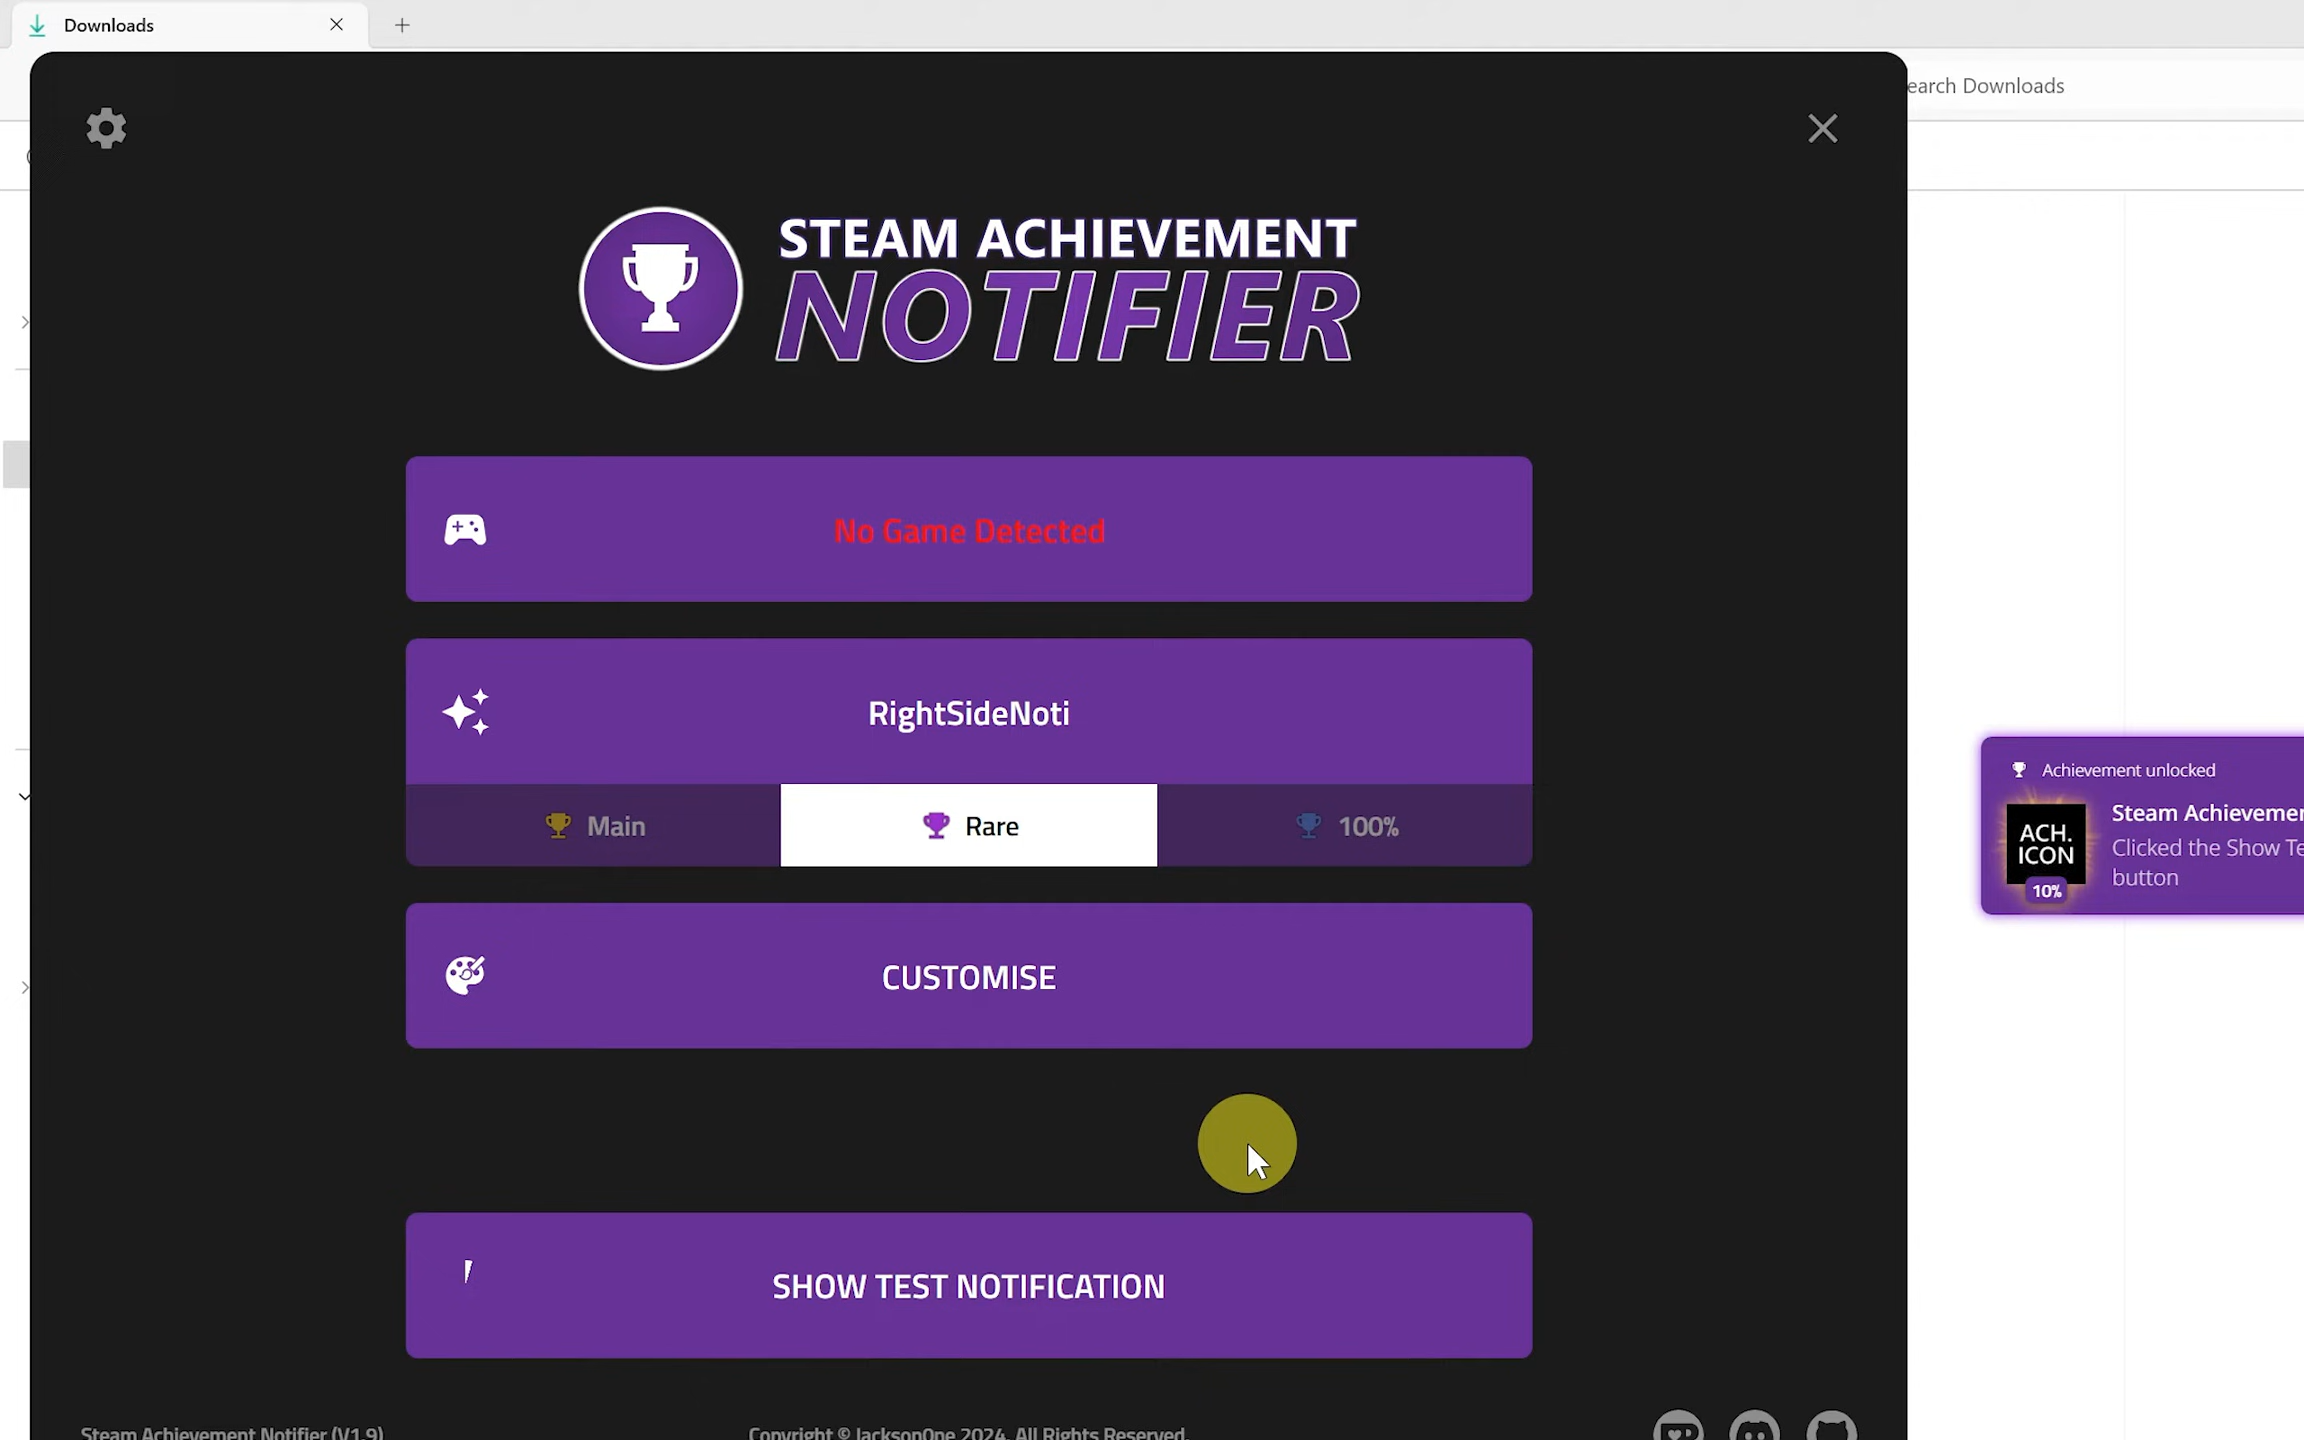 Downloads
earch Downloads
STEAM ACHIEVEMENT
NOTIFIER
No Game Detected
RightSideNoti
Main
Rare
100%
CUSTOMISE
SHOW TEST NOTIFICATION
Achievement unlocked
Steam Achievemen
Clicked the Show Te
button
ACH.
ICON
10%
Steam Achievement Notifier (V1.9)
Copyright © JacksonOne 2024. All Rights Reserved.